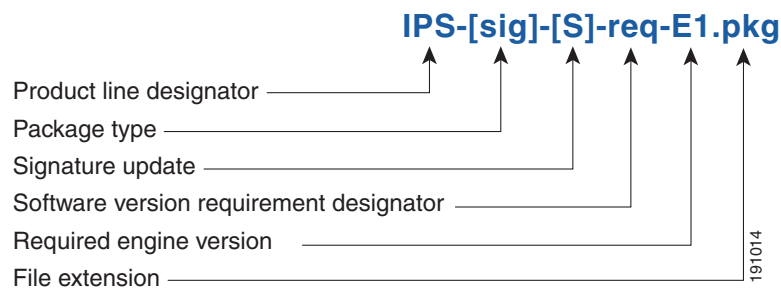 IPS-[sig]-[S]-req-E1.pkg
Product line designator
Package type
Signature update
Software version requirement designator
Required engine version
File extension
191014